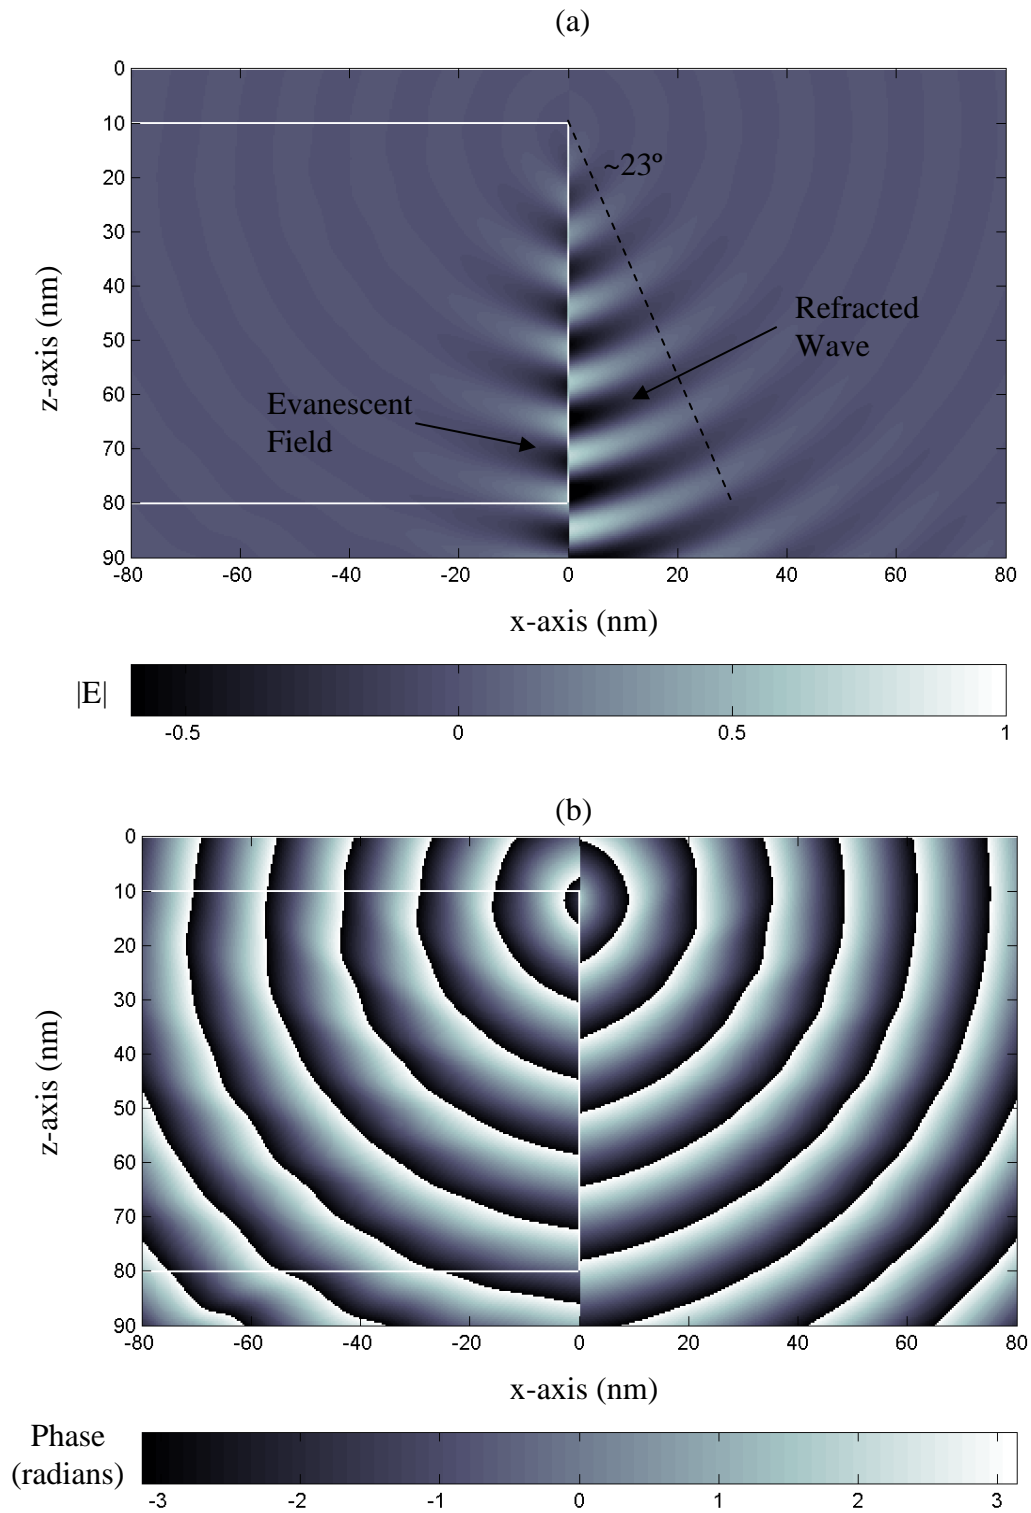 (a)
0
10
20
30
40
50
60
70
80
90
z-axis (nm)
~23º
Refracted
Wave
Evanescent
Field
-80 -60 -40 -20 0 20 40 60 80
x-axis (nm)
|E|
-0.5 0 0.5 1
(b)
0
10
20
30
40
50
60
70
80
90
z-axis (nm)
-80 -60 -40 -20 0 20 40 60 80
x-axis (nm)
Phase
(radians)
-3 -2 -1 0 1 2 3